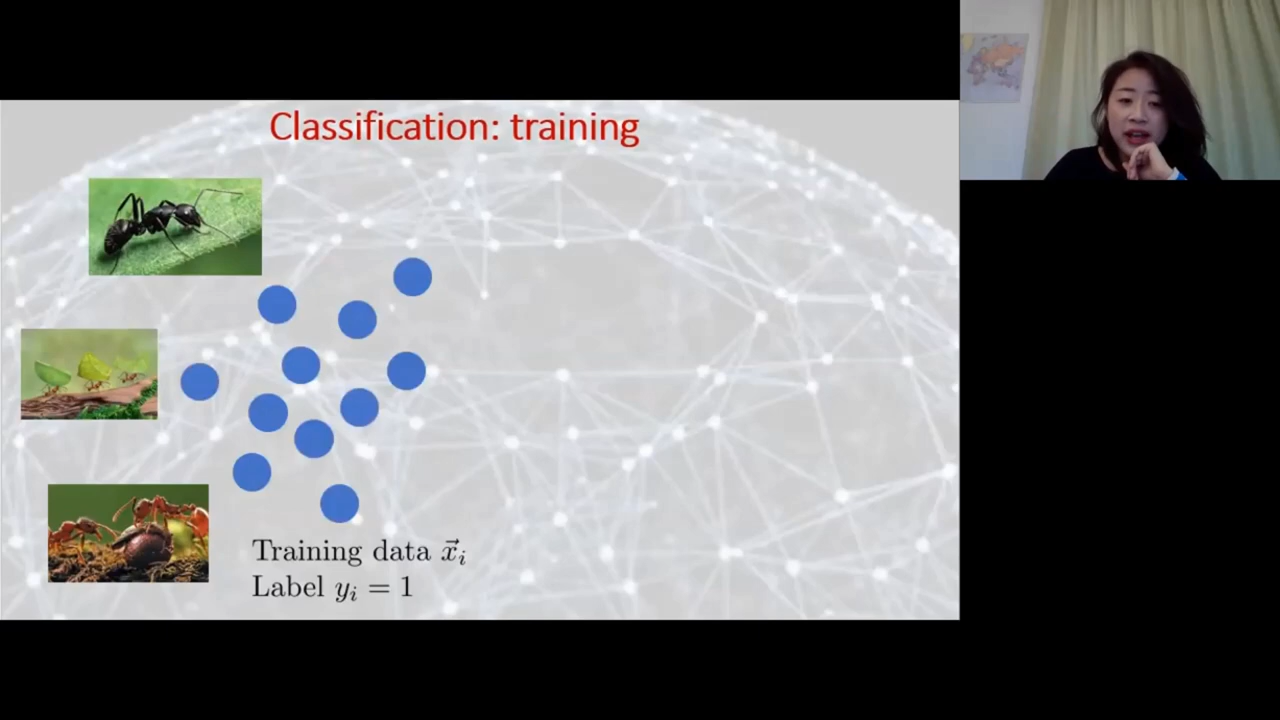 Classification: training
Training data $\vec{x}_i$
Label $y_i = 1$